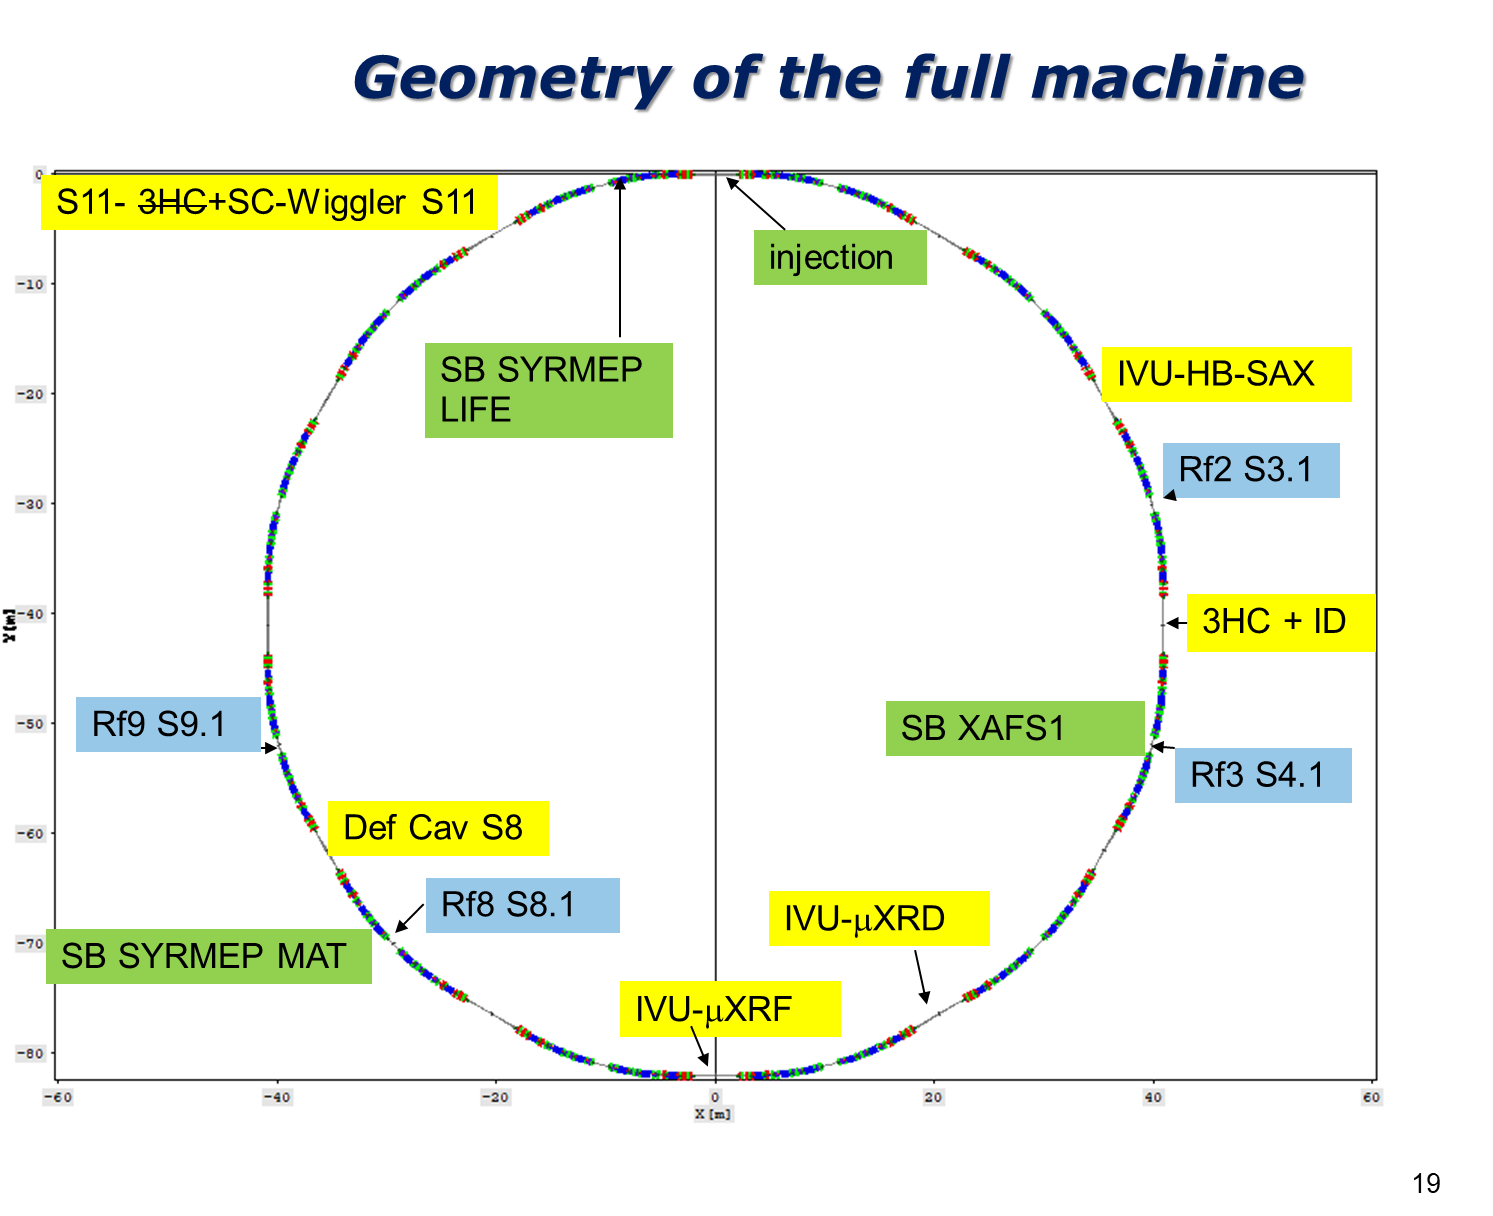 Geometry of the full machine
0
S11- 3HC+SC-Wiggler S11
injection
-10
SB SYRMEP
LIFE
IVU-HB-SAX
-20
Rf2 S3.1
-30
3HC + ID
-40
Y[m]
Rf9 S9.1
SB XAFS1
-50
Rf3 S4.1
Def Cav S8
-60
Rf8 S8.1
IVU-μXRD
SB SYRMEP MAT
-70
IVU-μXRF
-80
-60 -40 -20 0 20 40 60
X[m]
19